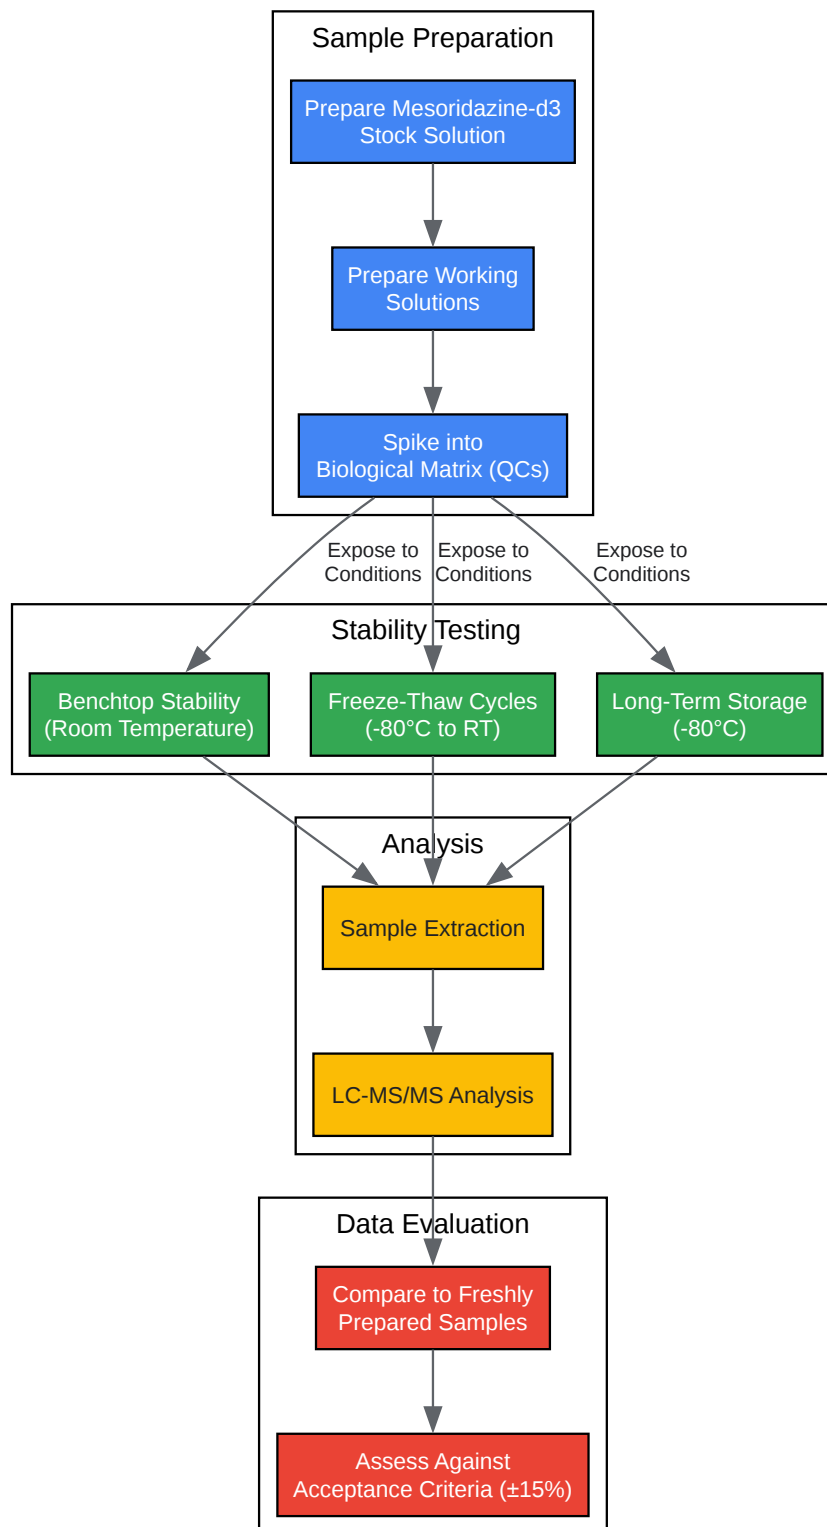 Sample Preparation
Prepare Mesoridazine-d3
Stock Solution
Prepare Working
Solutions
Spike into
Biological Matrix (QCs)
Expose to
Conditions
Expose to
Conditions
Expose to
Conditions
Stability Testing
Benchtop Stability
(Room Temperature)
Freeze-Thaw Cycles
(-80°C to RT)
Long-Term Storage
(-80°C)
Analysis
Sample Extraction
LC-MS/MS Analysis
Data Evaluation
Compare to Freshly
Prepared Samples
Assess Against
Acceptance Criteria (±15%)